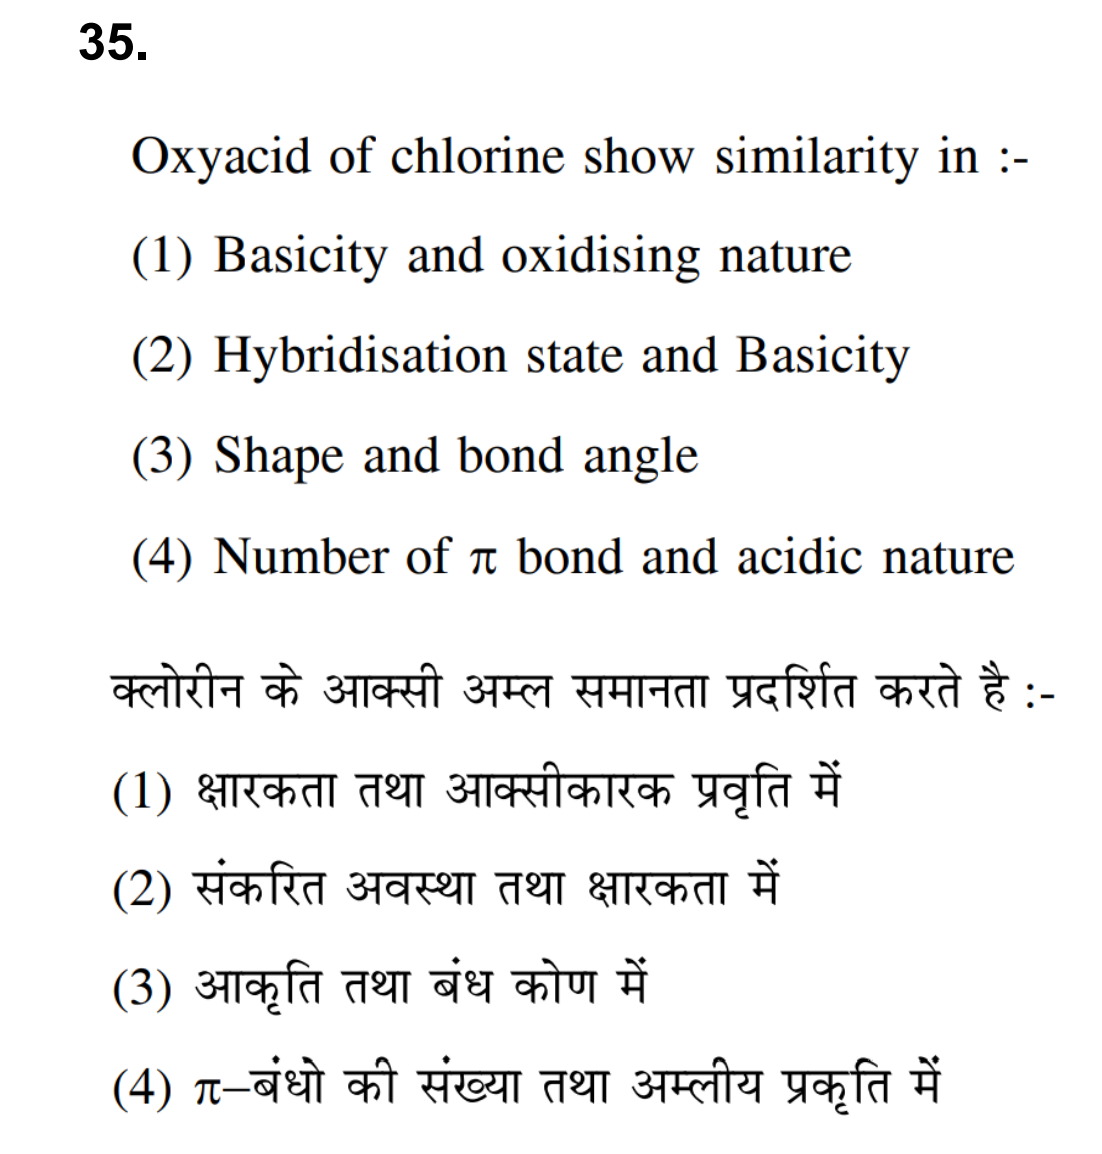 35.
Oxyacid of chlorine show similarity in :-
(1) Basicity and oxidising nature
(2) Hybridisation state and Basicity
(3) Shape and bond angle
(4) Number of π bond and acidic nature
क्लोरीन के आक्सी अम्ल समानता प्रदर्शित करते है :-
(1) क्षारकता तथा आक्सीकारक प्रवृति में
(2) संकरित अवस्था तथा क्षारकता में
(3) आकृति तथा बंध कोण में
(4) π–बंधो की संख्या तथा अम्लीय प्रकृति में